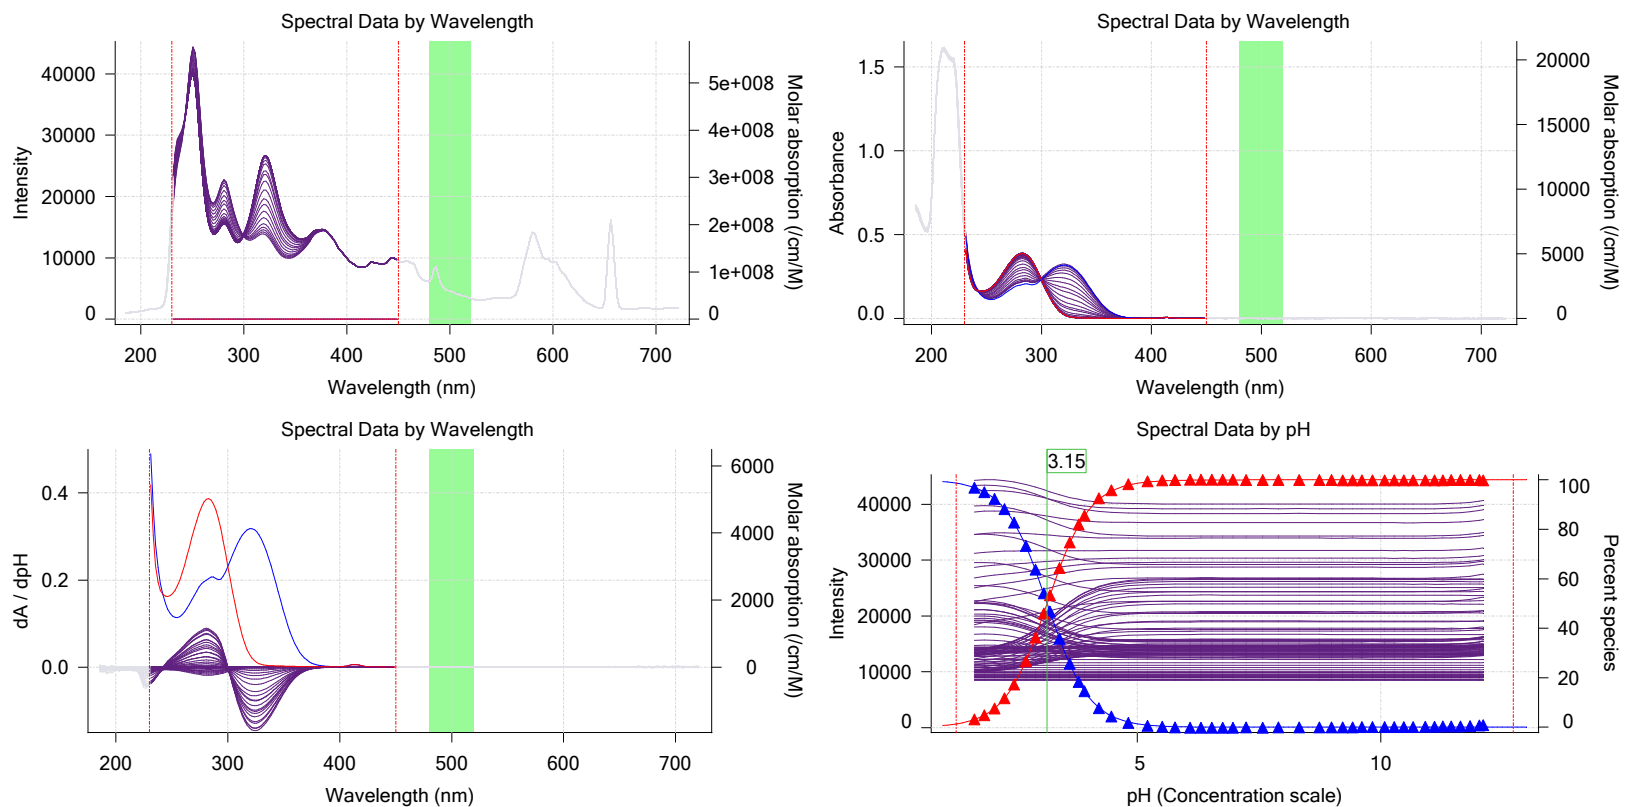 Spectral Data by Wavelength
40000
30000
20000
10000
0
Intensity
5e+008
4e+008
3e+008
2e+008
1e+008
0
Molar absorption (/cm/M)
200 300 400 500 600 700
Wavelength (nm)
Spectral Data by Wavelength
1.5
1.0
0.5
0.0
Absorbance
20000
15000
10000
5000
0
Molar absorption (/cm/M)
200 300 400 500 600 700
Wavelength (nm)
Spectral Data by Wavelength
0.4
0.2
0.0
dA / dpH
6000
4000
2000
0
Molar absorption (/cm/M)
200 300 400 500 600 700
Wavelength (nm)
Spectral Data by pH
3.15
40000
30000
20000
10000
0
Intensity
100
80
60
40
20
0
Percent species
5 10
pH (Concentration scale)